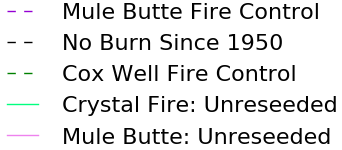 Mule Butte Fire Control
No Burn Since 1950
Cox Well Fire Control
Crystal Fire: Unreseeded
Mule Butte: Unreseeded